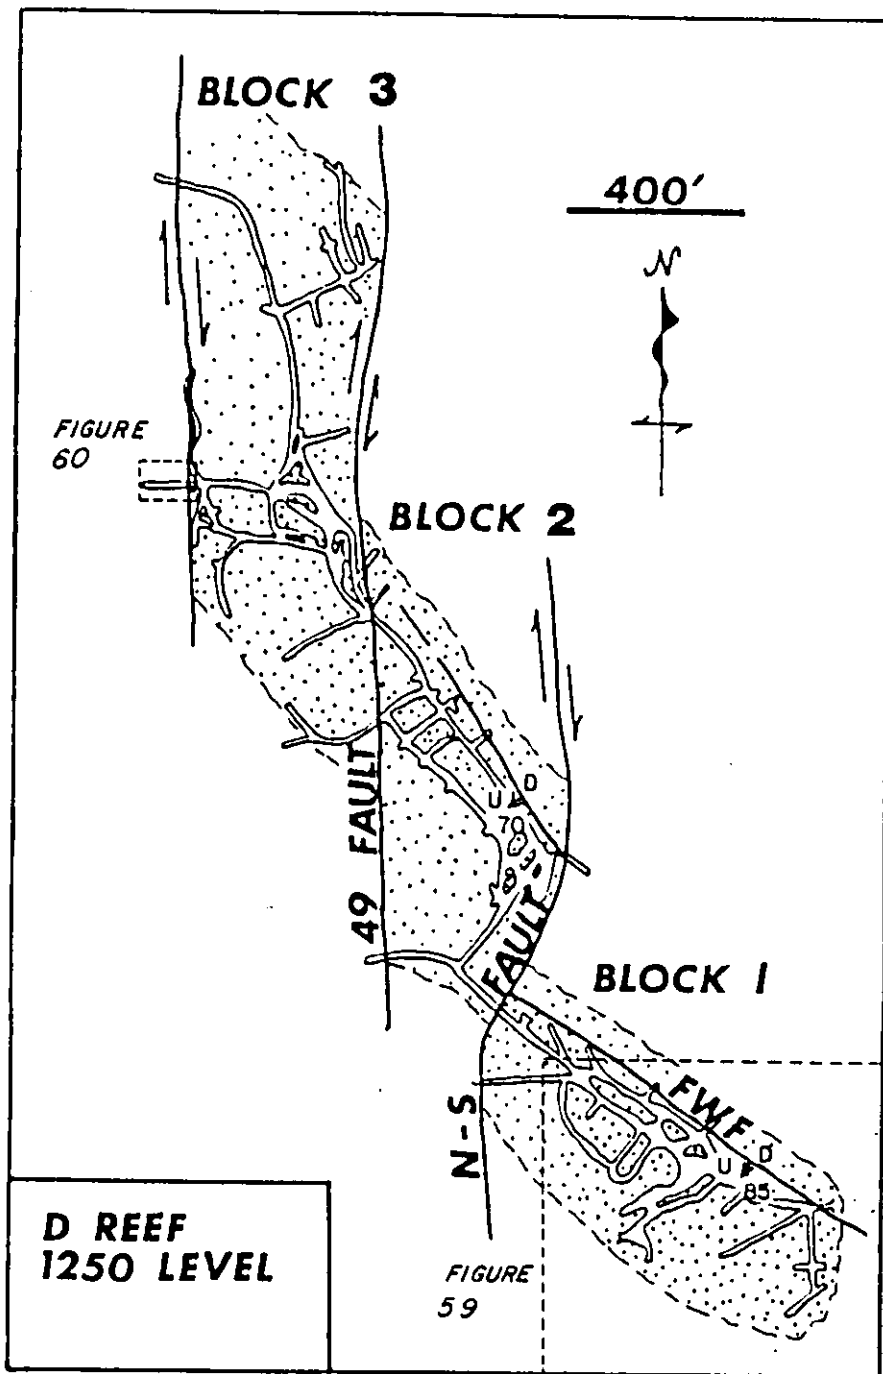 BLOCK 3
400'
N
FIGURE
60
BLOCK 2
U D
70
49 FAULT
FAULT
BLOCK 1
N-S
FWF
U D
85
D REEF
1250 LEVEL
FIGURE
59